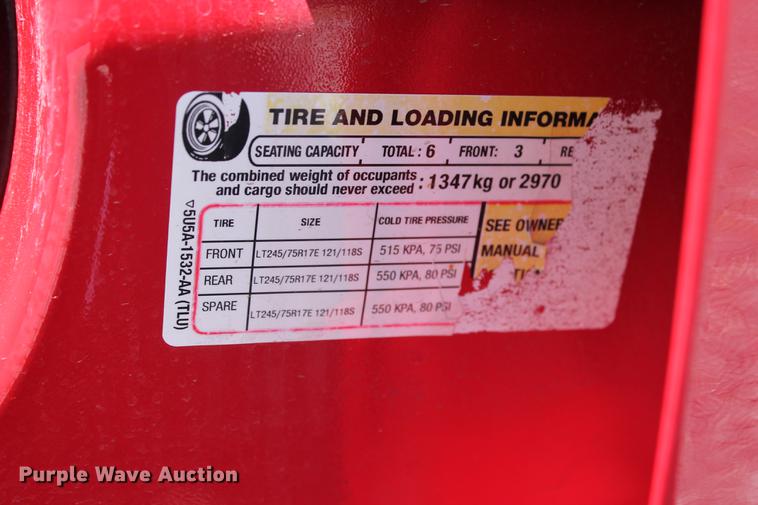 TIRE AND LOADING INFORMA
SEATING CAPACITY TOTAL : 6 FRONT: 3 RE
The combined weight of occupants
and cargo should never exceed : 1347kg or 2970
TIRE SIZE COLD TIRE PRESSURE SEE OWNER
FRONT LT245/75R17E 121/118S 515 KPA, 75 PSI MANUAL
REAR LT245/75R17E 121/118S 550 KPA, 80 PSI
SPARE LT245/75R17E 121/118S 550 KPA, 80 PSI
5U5A-1532-AA (TLU)
Purple Wave Auction